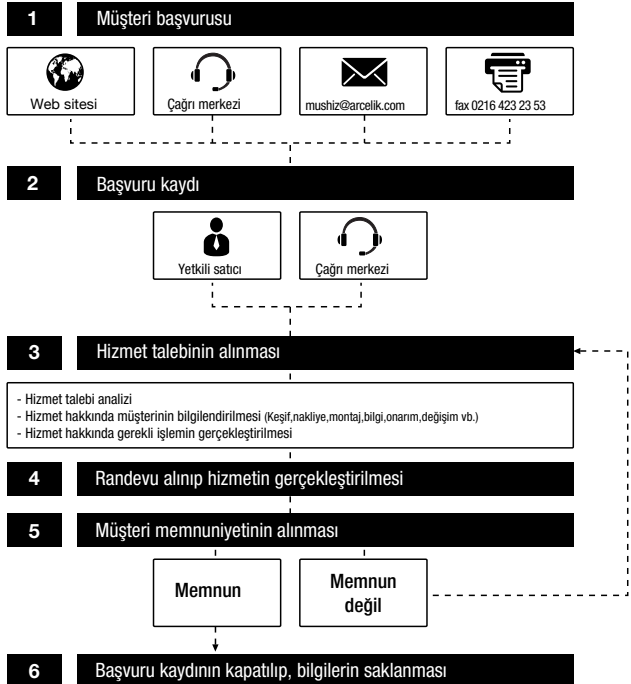 1 Müşteri başvurusu
Web sitesi
Çağrı merkezi
mushiz@arcelik.com
fax 0216 423 23 53
2 Başvuru kaydı
Yetkili satıcı
Çağrı merkezi
3 Hizmet talebinin alınması
- Hizmet talebi analizi
- Hizmet hakkında müşterinin bilgilendirilmesi (Keşif,nakliye,montaj,bilgi,onarım,değişim vb.)
- Hizmet hakkında gerekli işlemin gerçekleştirilmesi
4 Randevu alınıp hizmetin gerçekleştirilmesi
5 Müşteri memnuniyetinin alınması
Memnun
Memnun
değil
6 Başvuru kaydının kapatılıp, bilgilerin saklanması